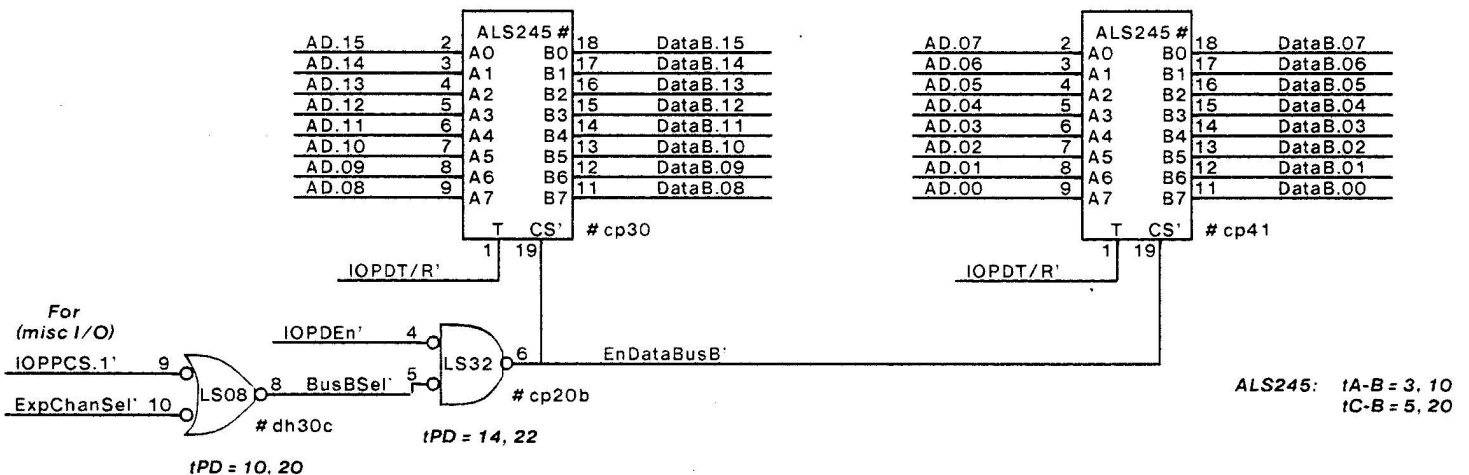 ALS245 # ALS245 #
AD.15 2 A0 B0 18 DataB.15 AD.07 2 A0 B0 18 DataB.07
AD.14 3 A1 B1 17 DataB.14 AD.06 3 A1 B1 17 DataB.06
AD.13 4 A2 B2 16 DataB.13 AD.05 4 A2 B2 16 DataB.05
AD.12 5 A3 B3 15 DataB.12 AD.04 5 A3 B3 15 DataB.04
AD.11 6 A4 B4 14 DataB.11 AD.03 6 A4 B4 14 DataB.03
AD.10 7 A5 B5 13 DataB.10 AD.02 7 A5 B5 13 DataB.02
AD.09 8 A6 B6 12 DataB.09 AD.01 8 A6 B6 12 DataB.01
AD.08 9 A7 B7 11 DataB.08 AD.00 9 A7 B7 11 DataB.00
T CS' # cp30 T CS' # cp41
1 19 1 19
IOPDT/R' IOPDT/R'
For
(misc I/O)
IOPDEn' 4 LS32 6 EnDataBusB'
IOPPCS.1' 9 LS08 8 BusBSel' 5 # cp20b
ExpChanSel' 10 # dh30c
ALS245: tA-B = 3, 10
tC-B = 5, 20
tPD = 14, 22
tPD = 10, 20